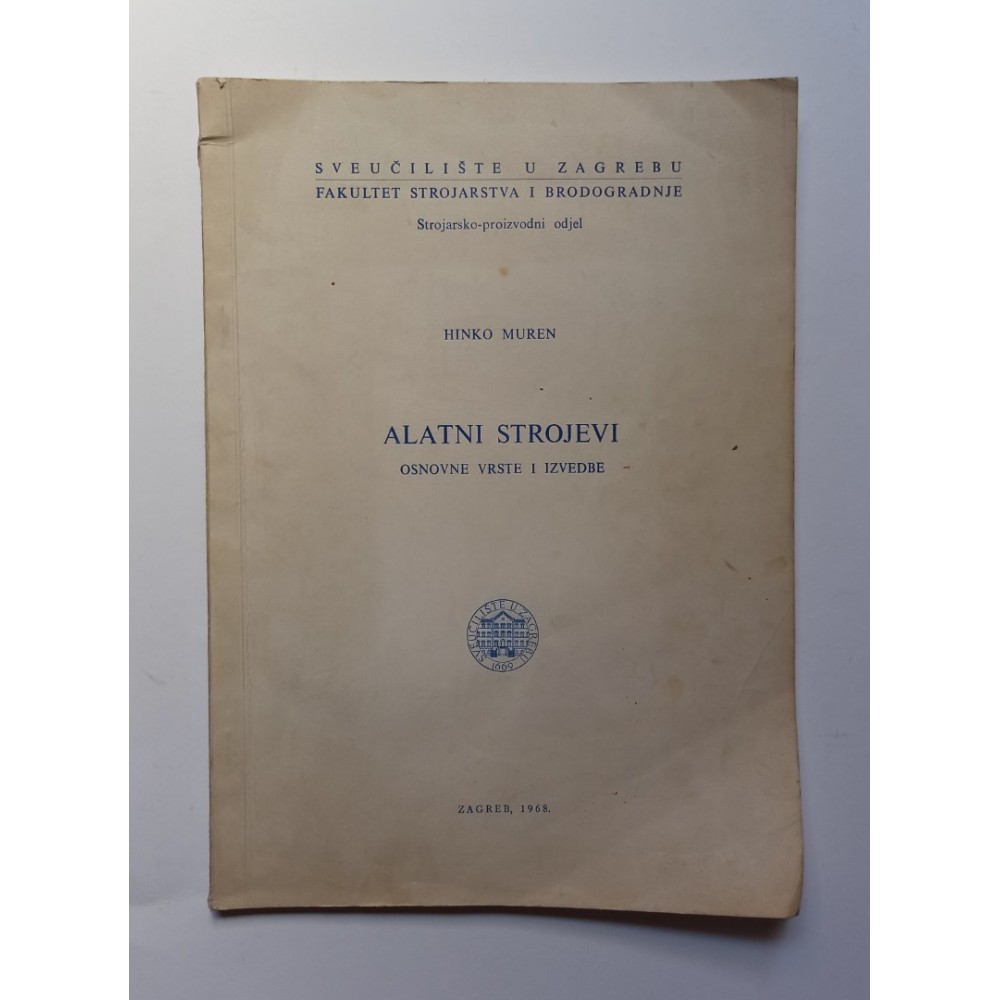 SVEUČILIŠTE U ZAGREBU
FAKULTET STROJARSTVA I BRODOGRADNJE
Strojarsko-proizvodni odjel
HINKO MUREN
ALATNI STROJEVI
OSNOVNE VRSTE I IZVEDBE
SVEUČILIŠTE U ZAGREBU
1669
ZAGREB, 1968.